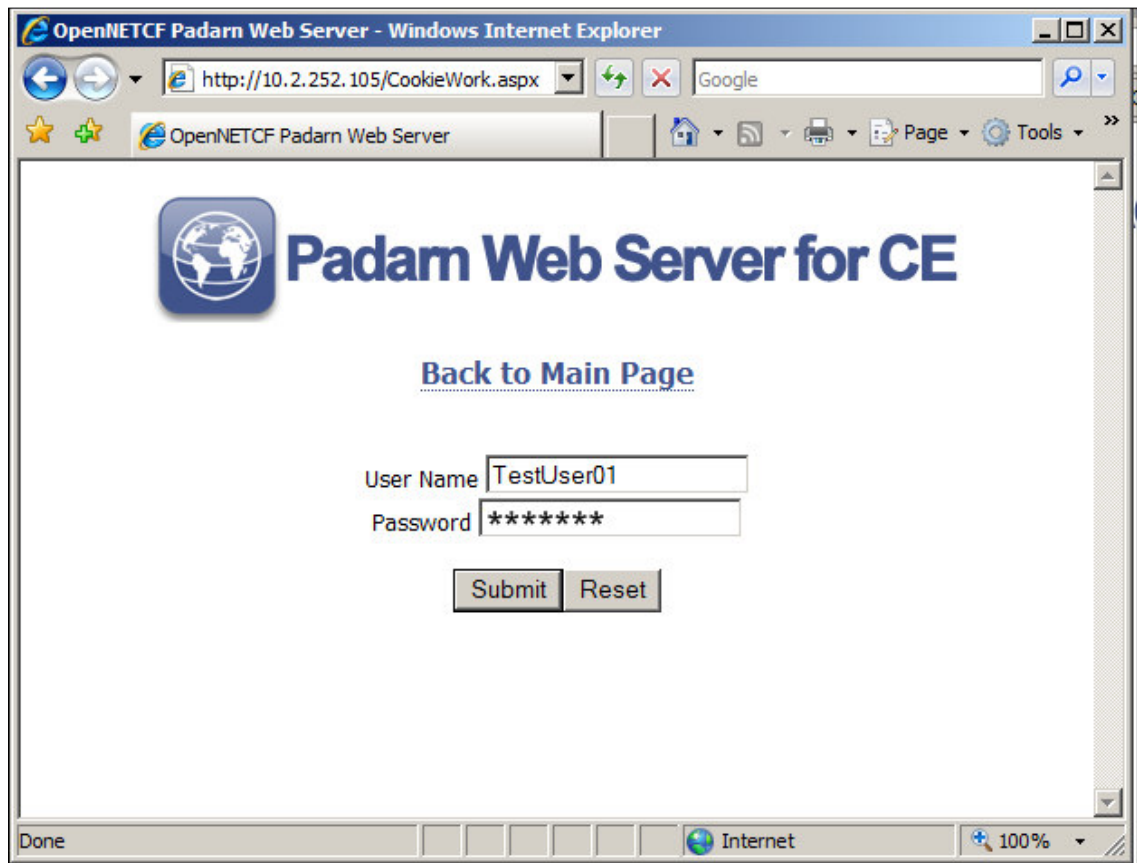 OpenNETCF Padarn Web Server - Windows Internet Explorer
http://10.2.252.105/CookieWork.aspx Google
OpenNETCF Padarn Web Server Page Tools »
Padarn Web Server for CE
Back to Main Page
User Name TestUser01
Password *******
Submit Reset
Done Internet 100%